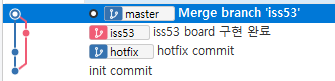 master Merge branch 'iss53'
iss53 iss53 board 구현 완료
hotfix hotfix commit
init commit